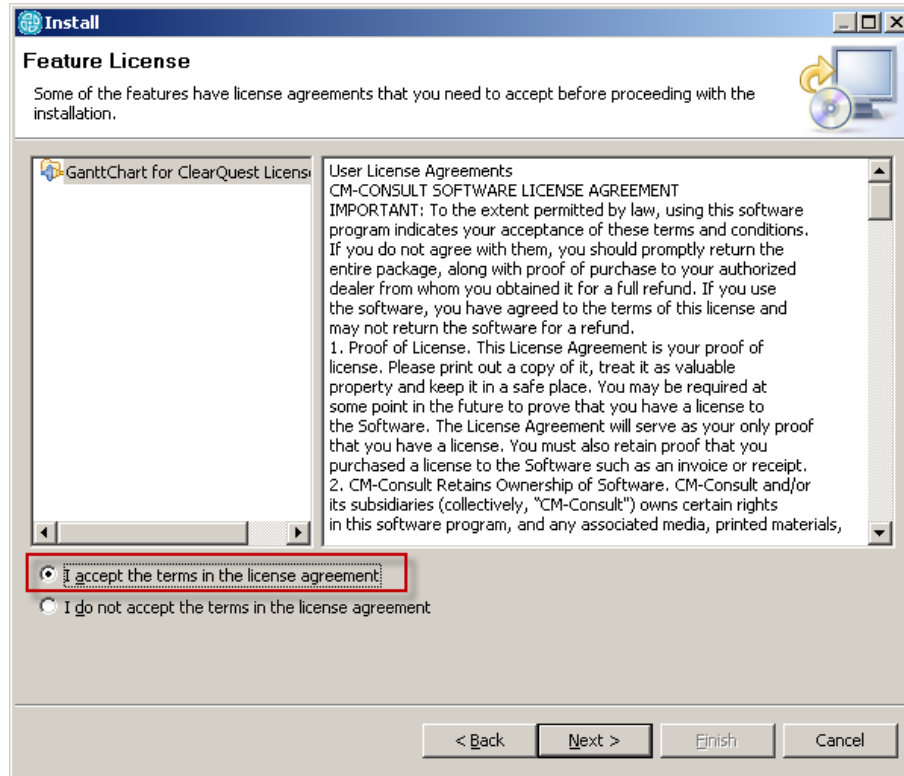 Install
Feature License
Some of the features have license agreements that you need to accept before proceeding with the
installation.
GanttChart for ClearQuest
User License Agreements
CM-CONSULT SOFTWARE LICENSE AGREEMENT
IMPORTANT: To the extent permitted by law, using this software
program indicates your acceptance of these terms and conditions.
If you do not agree with them, you should promptly return the
entire package, along with proof of purchase to your authorized
dealer from whom you obtained it for a full refund. If you use
the software, you have agreed to the terms of this license and
may not return the software for a refund.
1. Proof of License. This License Agreement is your proof of
license. Please print out a copy of it, treat it as valuable
property and keep it in a safe place. You may be required at
some point in the future to prove that you have a license to
the Software. The License Agreement will serve as your only proof
that you have a license. You must also retain proof that you
purchased a license to the Software such as an invoice or receipt.
2. CM-Consult Retains Ownership of Software. CM-Consult and/or
its subsidiaries (collectively, “CM-Consult") owns certain rights
in this software program, and any associated media, printed materials,
I accept the terms in the license agreement
I do not accept the terms in the license agreement
< Back
Next >
Finish
Cancel